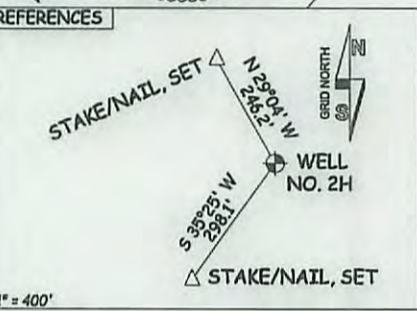 REFERENCES
STAKE/NAIL, SET
N 29°04' W
246.2'
GRID NORTH
N
S
WELL
NO. 2H
S 35°25' W
298.1'
STAKE/NAIL, SET
1" = 400'